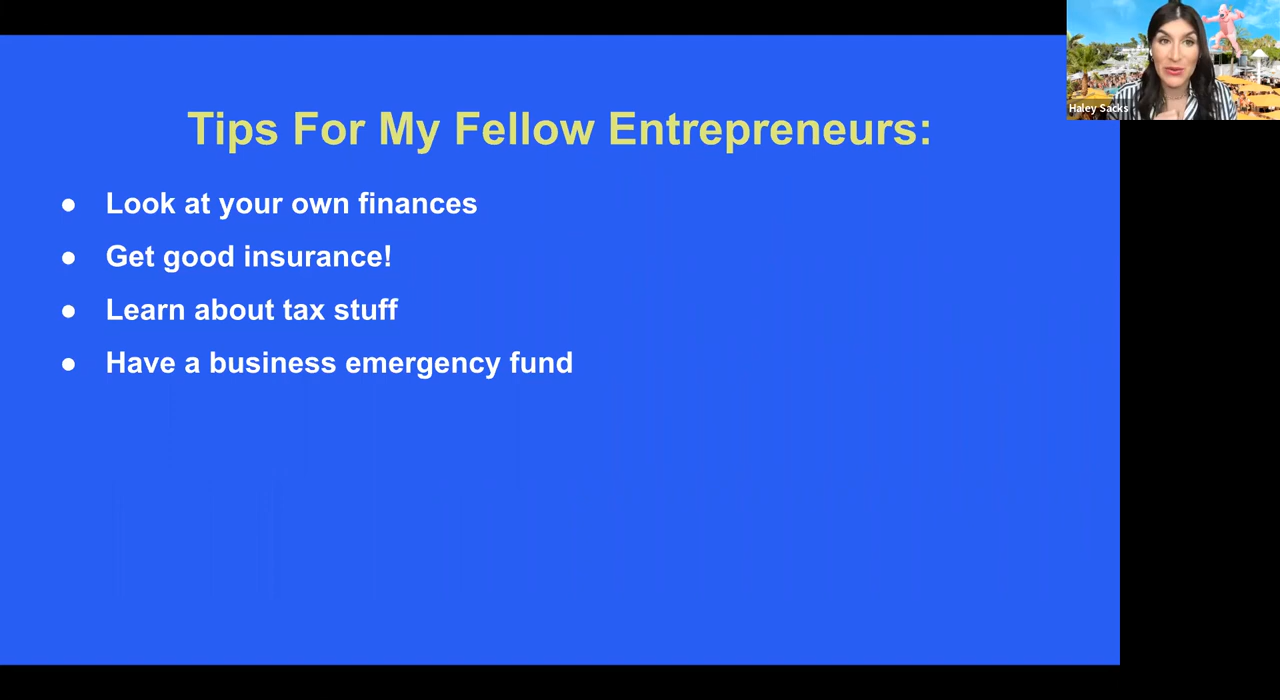 Tips For My Fellow Entrepreneurs:
● Look at your own finances
● Get good insurance!
● Learn about tax stuff
● Have a business emergency fund
Haley Sacks